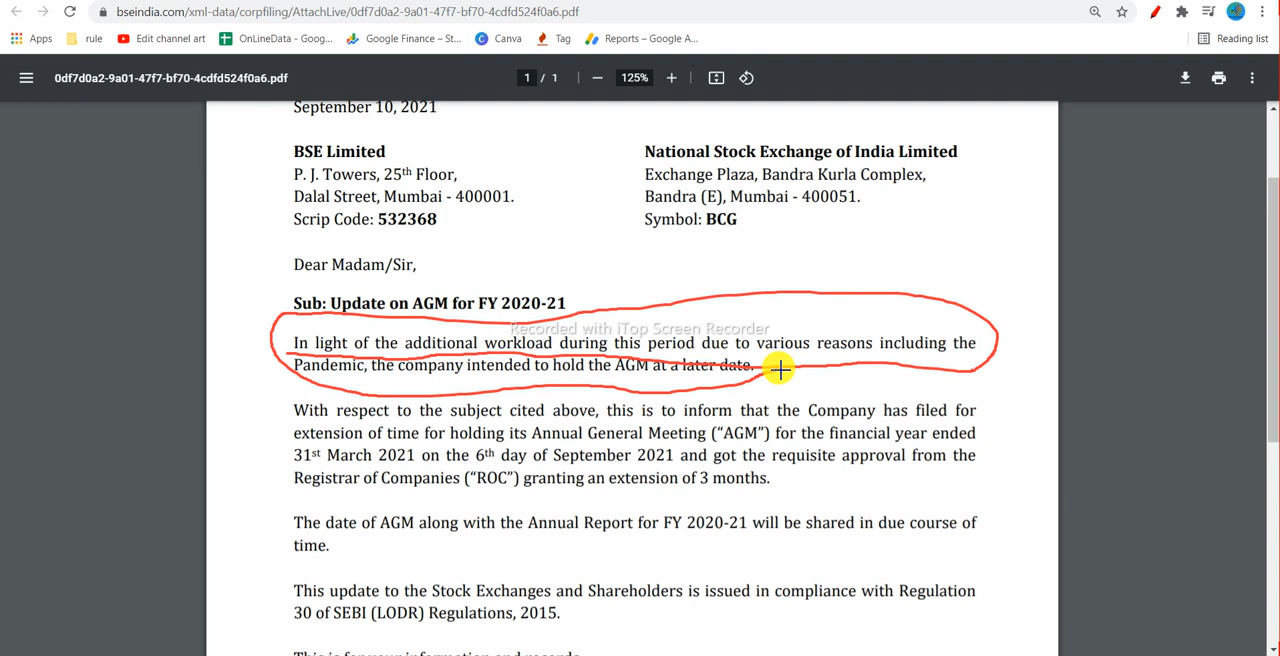 bseindia.com/xml-data/corpfiling/AttachLive/0df7d0a2-9a01-47f7-bf70-4cdfd524f0a6.pdf
Apps rule Edit channel art OnLineData - Goog... Google Finance – St... Canva Tag Reports – Google A... Reading list
0df7d0a2-9a01-47f7-bf70-4cdfd524f0a6.pdf 1 / 1 — 125% +
September 10, 2021
BSE Limited National Stock Exchange of India Limited
P. J. Towers, 25th Floor, Exchange Plaza, Bandra Kurla Complex,
Dalal Street, Mumbai - 400001. Bandra (E), Mumbai - 400051.
Scrip Code: 532368 Symbol: BCG
Dear Madam/Sir,
Sub: Update on AGM for FY 2020-21
Recorded with iTop Screen Recorder
In light of the additional workload during this period due to various reasons including the
Pandemic, the company intended to hold the AGM at a later date.
With respect to the subject cited above, this is to inform that the Company has filed for
extension of time for holding its Annual General Meeting (“AGM”) for the financial year ended
31st March 2021 on the 6th day of September 2021 and got the requisite approval from the
Registrar of Companies (“ROC”) granting an extension of 3 months.
The date of AGM along with the Annual Report for FY 2020-21 will be shared in due course of
time.
This update to the Stock Exchanges and Shareholders is issued in compliance with Regulation
30 of SEBI (LODR) Regulations, 2015.
This is for your information and records.